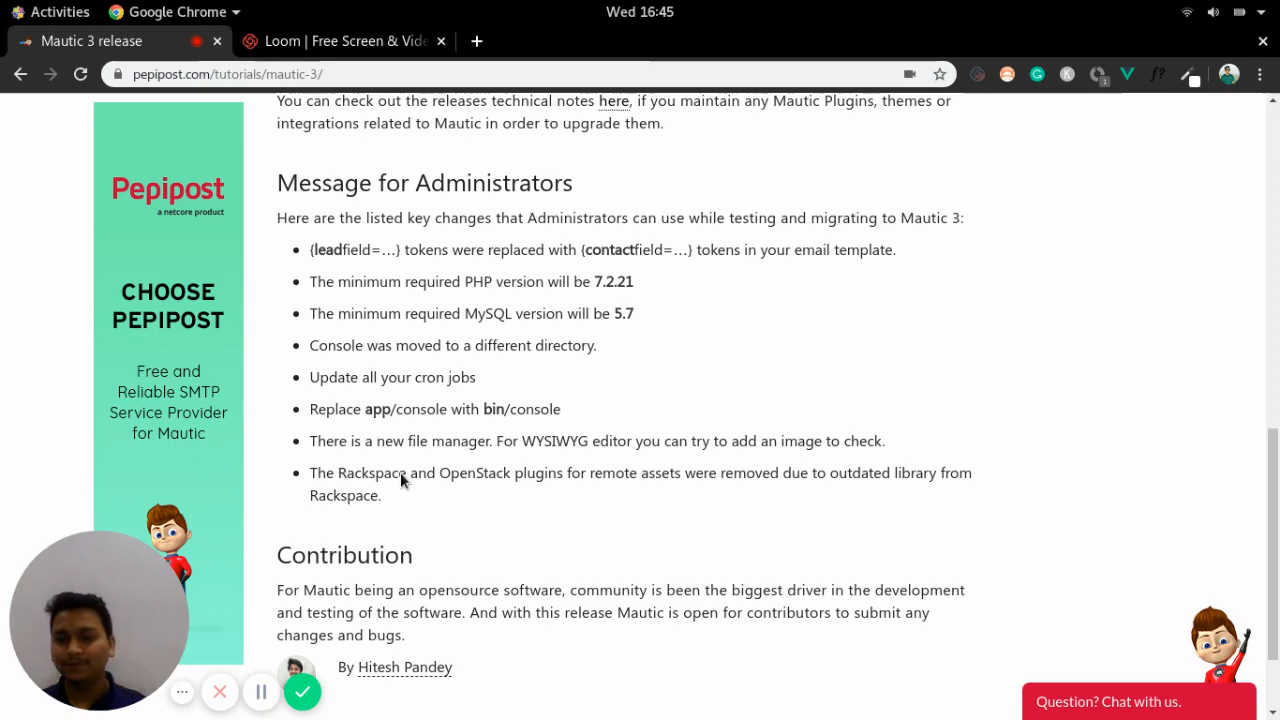 Activities
Google Chrome
Wed 16:45
Mautic 3 release
Loom | Free Screen & Vide
pepipost.com/tutorials/mautic-3/
You can check out the releases technical notes here, if you maintain any Mautic Plugins, themes or
integrations related to Mautic in order to upgrade them.
Message for Administrators
Here are the listed key changes that Administrators can use while testing and migrating to Mautic 3:
• {leadfield=…} tokens were replaced with {contactfield=…} tokens in your email template.
• The minimum required PHP version will be 7.2.21
• The minimum required MySQL version will be 5.7
• Console was moved to a different directory.
• Update all your cron jobs
• Replace app/console with bin/console
• There is a new file manager. For WYSIWYG editor you can try to add an image to check.
• The Rackspace and OpenStack plugins for remote assets were removed due to outdated library from
Rackspace.
Contribution
For Mautic being an opensource software, community is been the biggest driver in the development
and testing of the software. And with this release Mautic is open for contributors to submit any
changes and bugs.
By Hitesh Pandey
Pepipost
a netcore product
CHOOSE
PEPIPOST
Free and
Reliable SMTP
Service Provider
for Mautic
Question? Chat with us.